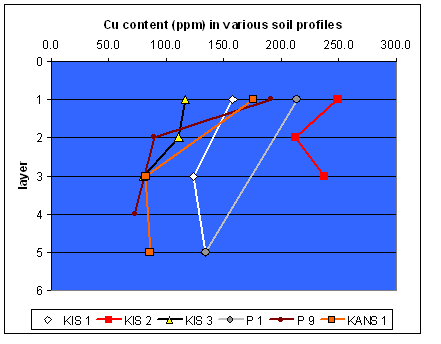 Cu content (ppm) in various soil profiles
0.0 50.0 100.0 150.0 200.0 250.0 300.0
0
1
2
3
4
5
6
layer
KIS 1 KIS 2 KIS 3 P 1 P 9 KANS 1